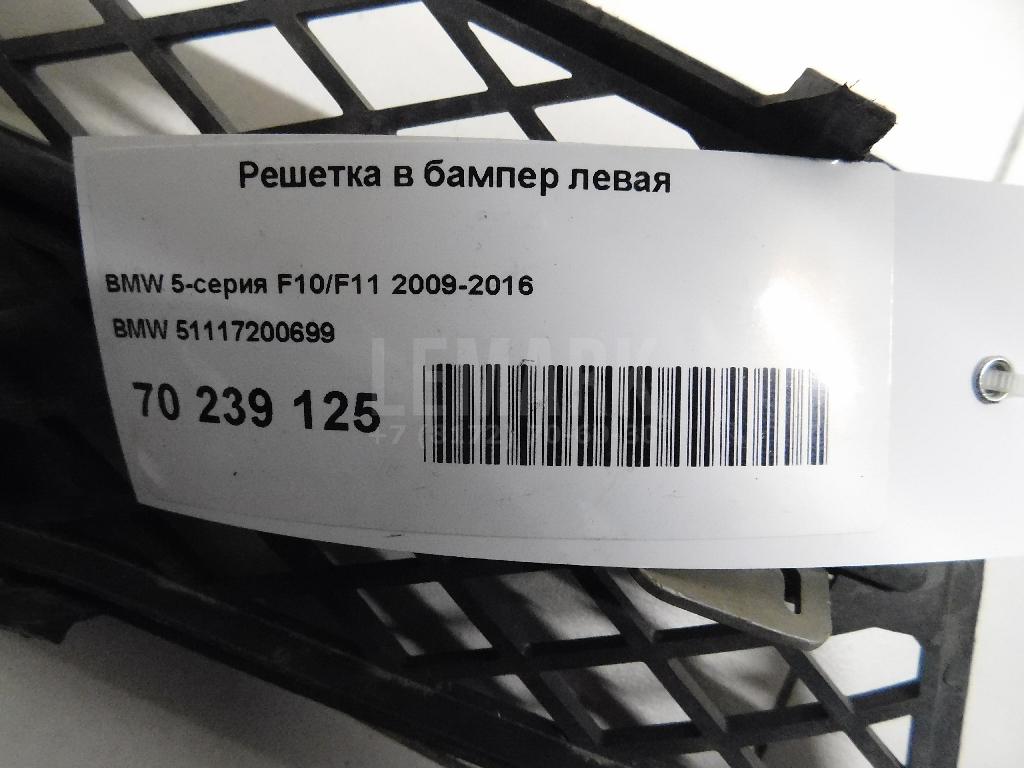 Решетка в бампер левая
BMW 5-серия F10/F11 2009-2016
BMW 51117200699
70 239 125
LEMARK